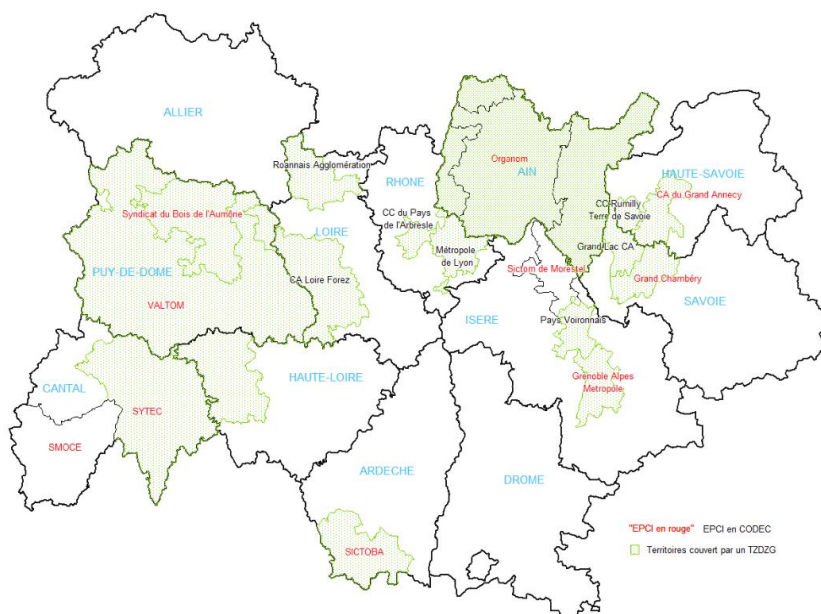 ALLIER
Roannais Agglomération
RHONE
Organom
AIN
HAUTE-SAVOIE
CA du Grand Annecy
CC Rumilly
Terre de Savoie
Syndicat du Bois de l'Aumône
CC du Pays
de l'Arbresle
LOIRE
Métropole
de Lyon
Grand Lac CA
Sictom de Morestel
PUY-DE-DOME
CA Loire Forez
Grand Chambéry
SAVOIE
VALTOM
ISERE
Pays Voironnais
HAUTE-LOIRE
Grenoble Alpes
Metropole
CANTAL
SYTEC
SMOCE
ARDECHE
DROME
"EPCI en rouge" EPCI en CODEC
SICTOBA
Territoires couvert par un TZDZG